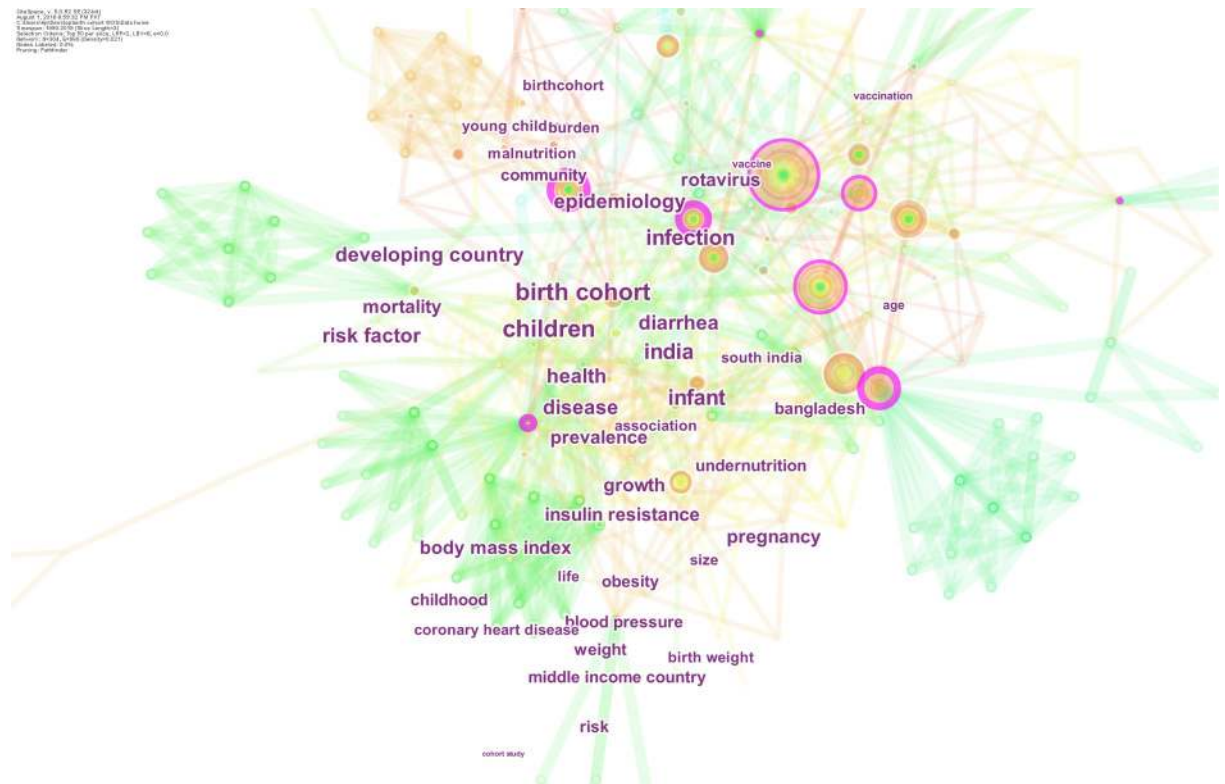 birthcohort
vaccination
young child
burden
malnutrition
vaccine
community
rotavirus
epidemiology
infection
developing country
birth cohort
mortality
age
children
diarrhea
risk factor
india
south india
health
infant
disease
bangladesh
association
prevalence
undernutrition
growth
insulin resistance
pregnancy
body mass index
size
life
obesity
childhood
blood pressure
coronary heart disease
weight
birth weight
middle income country
risk
cohort study